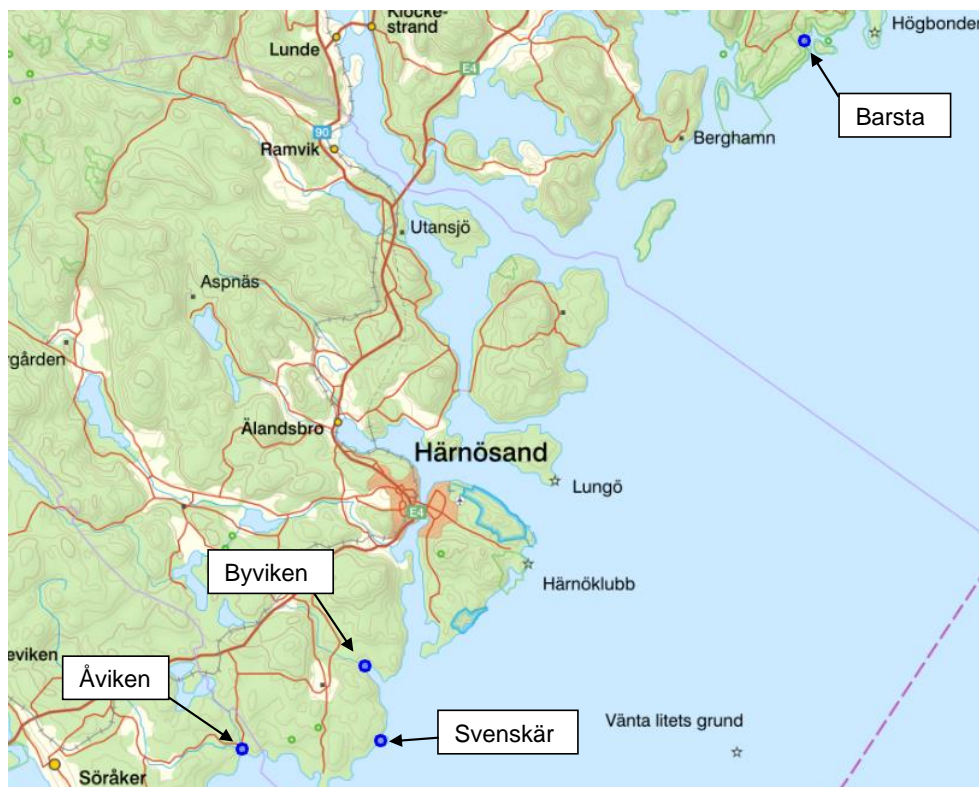 Klocke-
strand
Lunde
Högbonden
E4
Barsta
90
Ramvik
Berghamn
Utansjö
Aspnäs
rgården
Älandsbro
Härnösand
Lungö
E4
Byviken
Härnöklubb
eviken
Åviken
Svenskär
Vänta litets grund
Söråker